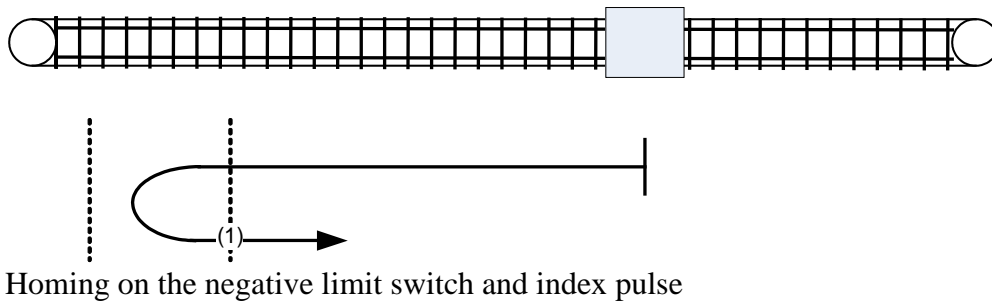 (1)
Homing on the negative limit switch and index pulse